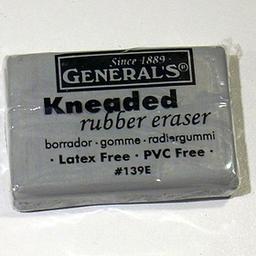 Since 1889
GENERAL'S®
Kneaded
rubber eraser
borrador · gomme · radiergummi
· Latex Free · PVC Free ·
#139E